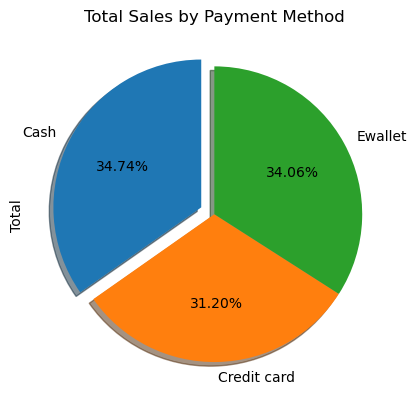 Total Sales by Payment Method
Cash
Ewallet
34.74%
34.06%
Total
31.20%
Credit card